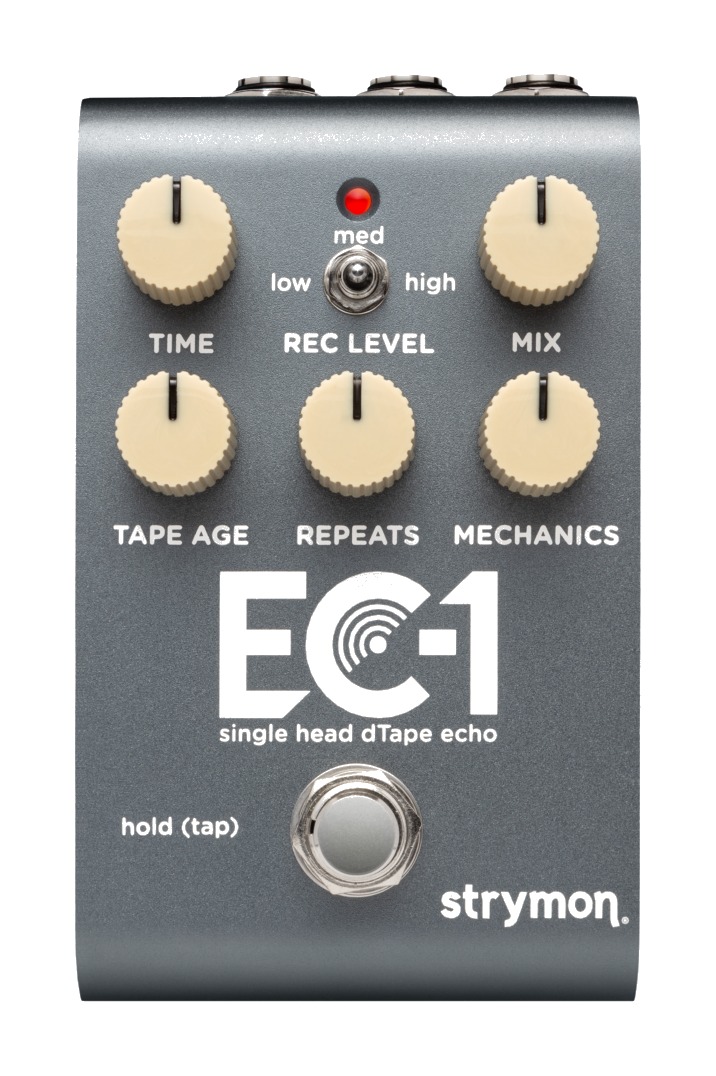 med
low high
TIME REC LEVEL MIX
TAPE AGE REPEATS MECHANICS
EC-1
single head dTape echo
hold (tap)
strymon®